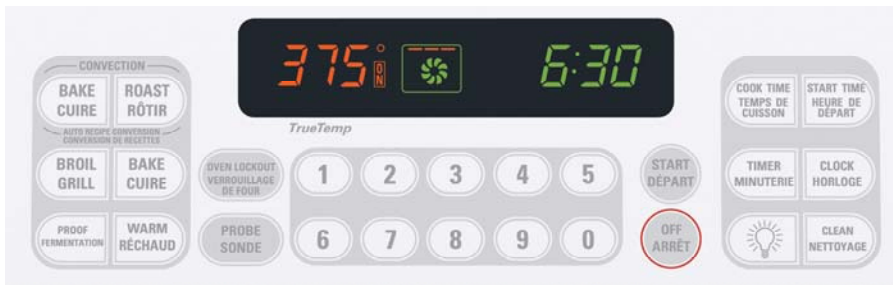 CONVECTION
BAKE
CUIRE
ROAST
RÔTIR
AUTO RECIPE CONVERSION
CONVERSION DE RECETTES
BROIL
GRILL
BAKE
CUIRE
PROOF
FERMENTATION
WARM
RÉCHAUD
375°
ON
6:30
TrueTemp
OVEN LOCKOUT
VERROUILLAGE
DE FOUR
PROBE
SONDE
1 2 3 4 5
6 7 8 9 0
START
DÉPART
OFF
ARRÊT
COOK TIME
TEMPS DE
CUISSON
START TIME
HEURE DE
DÉPART
TIMER
MINUTERIE
CLOCK
HORLOGE
CLEAN
NETTOYAGE